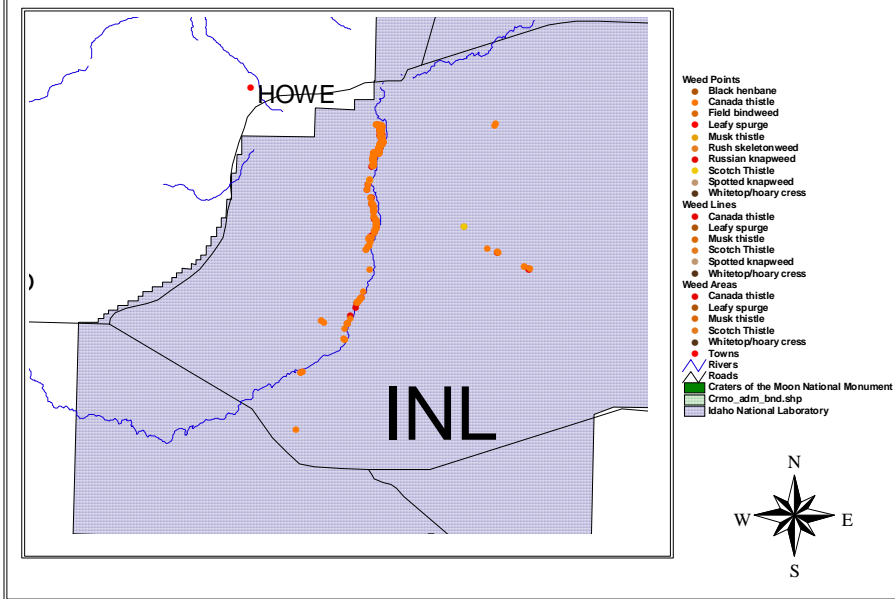 HOWE
INL
Weed Points
Black henbane
Canada thistle
Field bindweed
Leafy spurge
Musk thistle
Rush skeletonweed
Russian knapweed
Scotch Thistle
Spotted knapweed
Whitetop/hoary cress
Weed Lines
Canada thistle
Leafy spurge
Musk thistle
Scotch Thistle
Spotted knapweed
Whitetop/hoary cress
Weed Areas
Canada thistle
Leafy spurge
Musk thistle
Scotch Thistle
Whitetop/hoary cress
Towns
Rivers
Roads
Craters of the Moon National Monument
Crmo_adm_bnd.shp
Idaho National Laboratory
N
W E
S